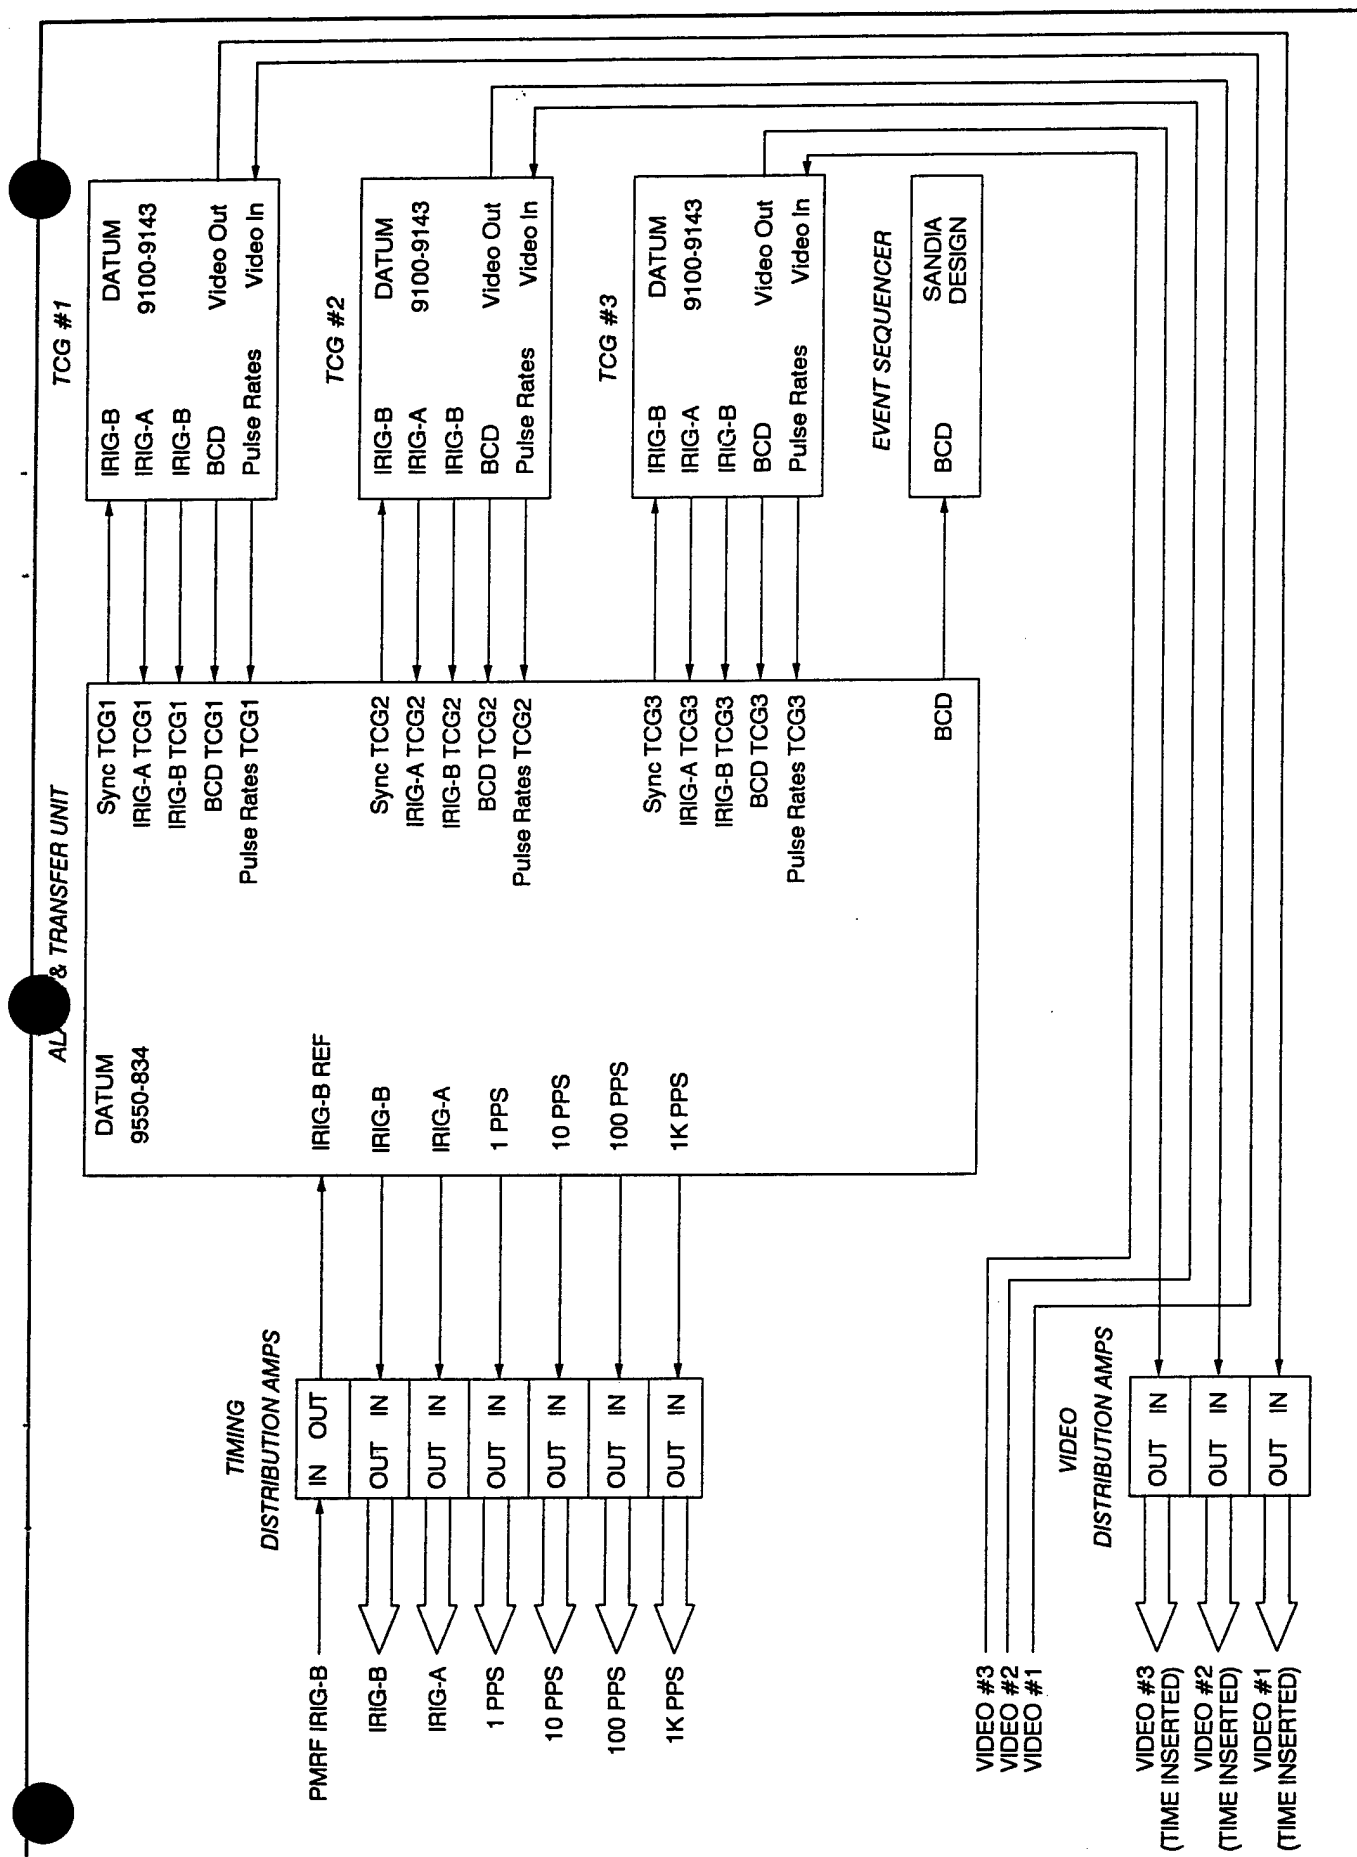 ALARM & TRANSFER UNIT
DATUM
9550-834
IRIG-B REF
IRIG-B
IRIG-A
1 PPS
10 PPS
100 PPS
1K PPS
Sync TCG1
IRIG-A TCG1
IRIG-B TCG1
BCD TCG1
Pulse Rates TCG1
Sync TCG2
IRIG-A TCG2
IRIG-B TCG2
BCD TCG2
Pulse Rates TCG2
Sync TCG3
IRIG-A TCG3
IRIG-B TCG3
BCD TCG3
Pulse Rates TCG3
BCD
TCG #1
IRIG-B DATUM
IRIG-A 9100-9143
IRIG-B
BCD Video Out
Pulse Rates Video In
TCG #2
IRIG-B DATUM
IRIG-A 9100-9143
IRIG-B
BCD Video Out
Pulse Rates Video In
TCG #3
IRIG-B DATUM
IRIG-A 9100-9143
IRIG-B
BCD Video Out
Pulse Rates Video In
EVENT SEQUENCER
BCD SANDIA
DESIGN
TIMING
DISTRIBUTION AMPS
PMRF IRIG-B IN OUT
IRIG-B OUT IN
IRIG-A OUT IN
1 PPS OUT IN
10 PPS OUT IN
100 PPS OUT IN
1K PPS OUT IN
VIDEO #3
VIDEO #2
VIDEO #1
VIDEO
DISTRIBUTION AMPS
VIDEO #3 OUT IN
(TIME INSERTED)
VIDEO #2 OUT IN
(TIME INSERTED)
VIDEO #1 OUT IN
(TIME INSERTED)